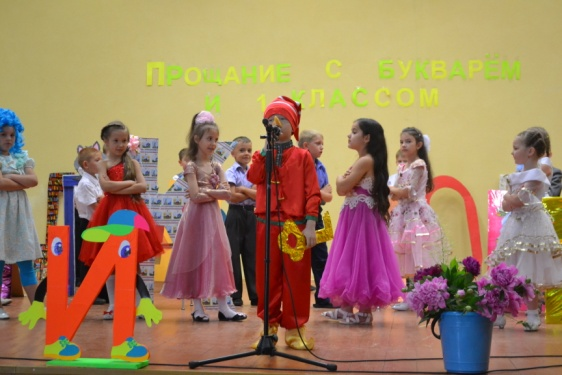 Прощание с букварём
и 1 классом
И